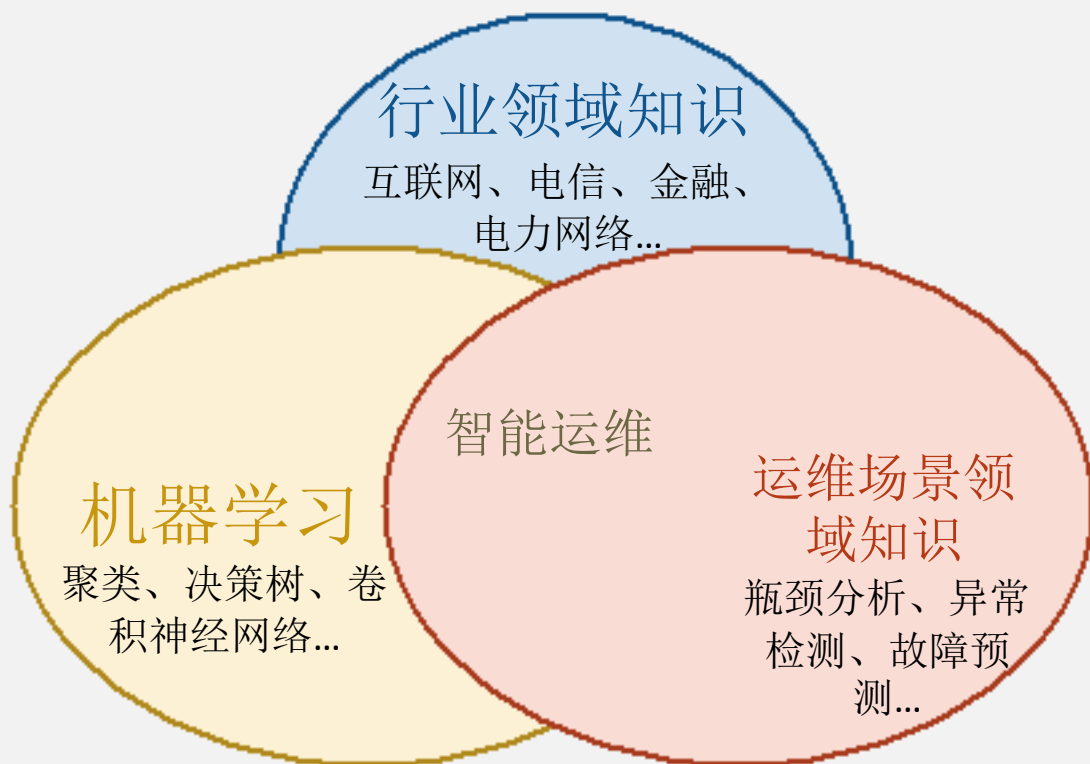 行业领域知识
互联网、电信、金融、
电力网络...
智能运维
机器学习
聚类、决策树、卷
积神经网络...
运维场景领
域知识
瓶颈分析、异常
检测、故障预
测...